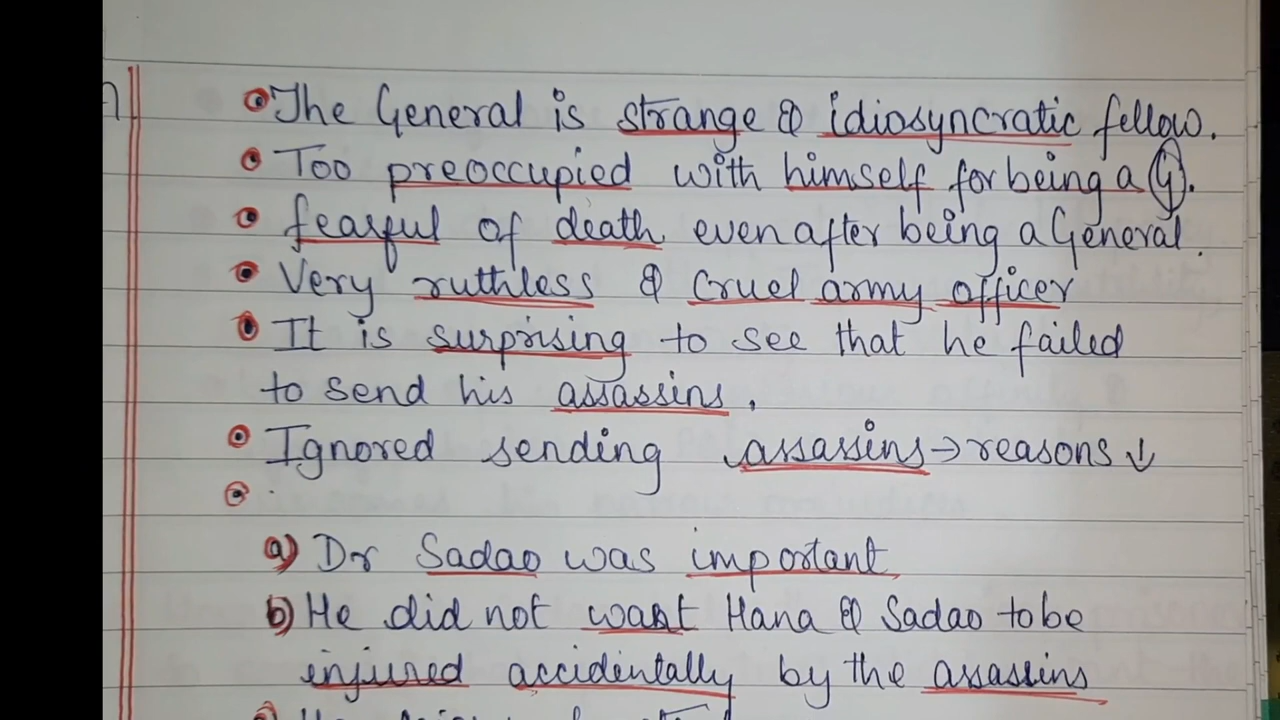 •The General is strange & idiosyncratic fellow.
• Too preoccupied with himself for being a G.
• fearful of death even after being a General.
• Very ruthless & Cruel army officer
• It is surprising to see that he failed
to send his assassins.
• Ignored sending assassins → reasons ↓
•
a) Dr Sadao was important
b) He did not want Hana & Sadao to be
injured accidentally by the assassins